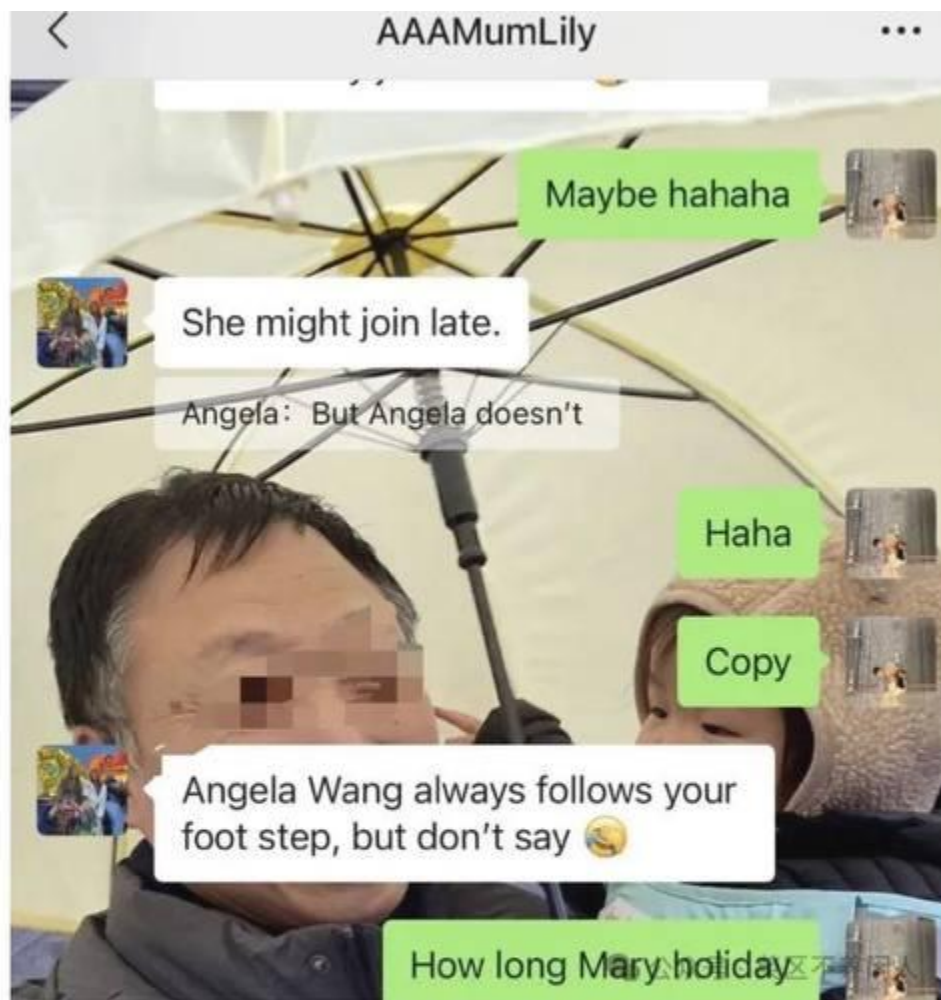 AAAMumLily
Maybe hahaha
She might join late.
Angela：But Angela doesn't
Haha
Copy
Angela Wang always follows your
foot step, but don't say
How long Mary holiday